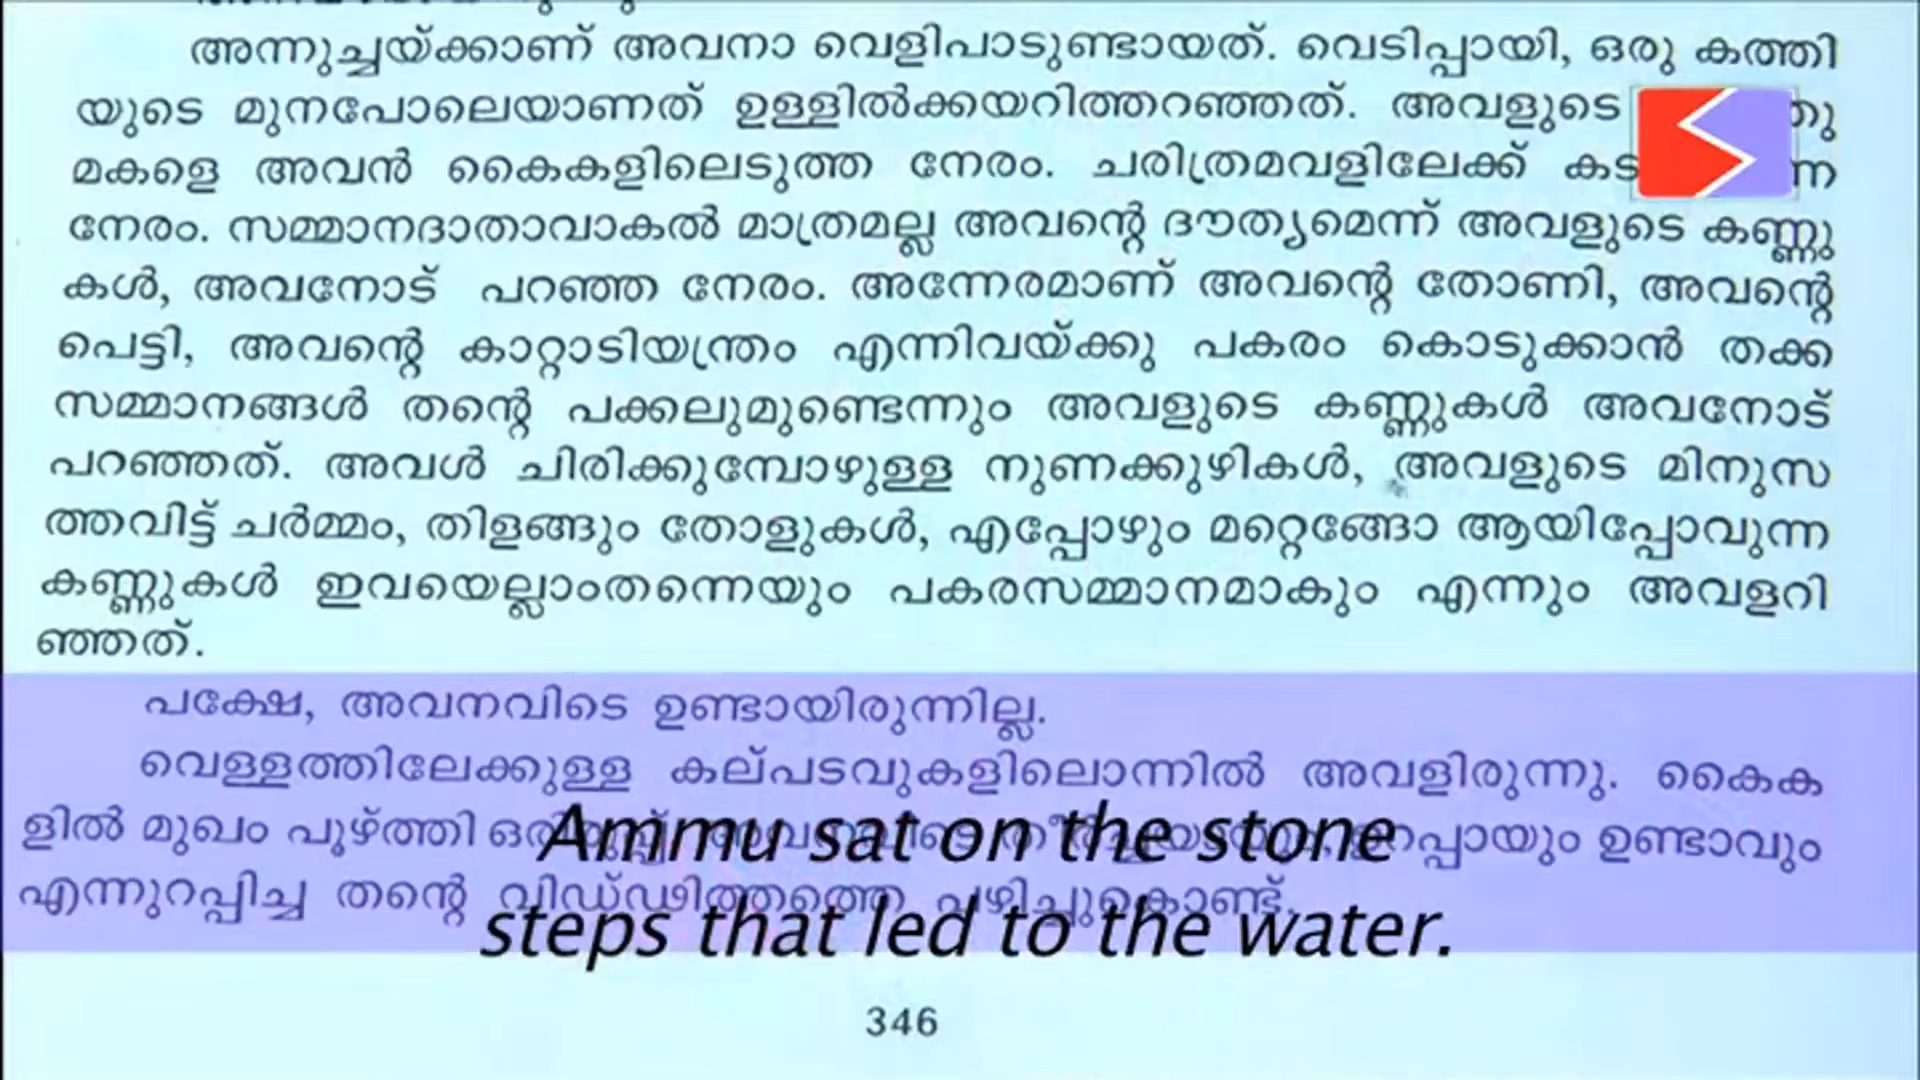 അന്നുച്ചയ്ക്കാണ് അവനാ വെളിപാടുണ്ടായത്. വെടിപ്പായി, ഒരു കത്തി
യുടെ മുനപോലെയാണത് ഉള്ളിൽക്കയറിത്തറഞ്ഞത്. അവളുടെ
മകളെ അവൻ കൈകളിലെടുത്ത നേരം. ചരിത്രമവളിലേക്ക്
നേരം. സമ്മാനദാതാവാകൽ മാത്രമല്ല അവന്റെ ദൗത്യമെന്ന് അവളുടെ കണ്ണു
കൾ, അവനോട് പറഞ്ഞ നേരം. അന്നേരമാണ് അവന്റെ തോണി, അവന്റെ
പെട്ടി, അവന്റെ കാറ്റാടിയന്ത്രം എന്നിവയ്ക്കു പകരം കൊടുക്കാൻ തക്ക
സമ്മാനങ്ങൾ തന്റെ പക്കലുമുണ്ടെന്നും അവളുടെ കണ്ണുകൾ അവനോട്
പറഞ്ഞത്. അവൾ ചിരിക്കുമ്പോഴുള്ള നുണക്കുഴികൾ, അവളുടെ മിനുസ
ത്തവിട്ട് ചർമ്മം, തിളങ്ങും തോളുകൾ, എപ്പോഴും മറ്റെങ്ങോ ആയിപ്പോവുന്ന
കണ്ണുകൾ ഇവയെല്ലാംതന്നെയും പകരസമ്മാനമാകും എന്നും അവളറി
ഞ്ഞത്.
പക്ഷേ, അവനവിടെ ഉണ്ടായിരുന്നില്ല.
വെള്ളത്തിലേക്കുള്ള കല്പടവുകളിലൊന്നിൽ അവളിരുന്നു. കൈക
ളിൽ മുഖം പൂഴ്ത്തി ഉണ്ടാവും
എന്നുറപ്പിച്ച തന്റെ വിഡ്ഢിത്തത്തെ പഴിച്ചുകൊണ്ട്.
Ammu sat on the stone
steps that led to the water.
346